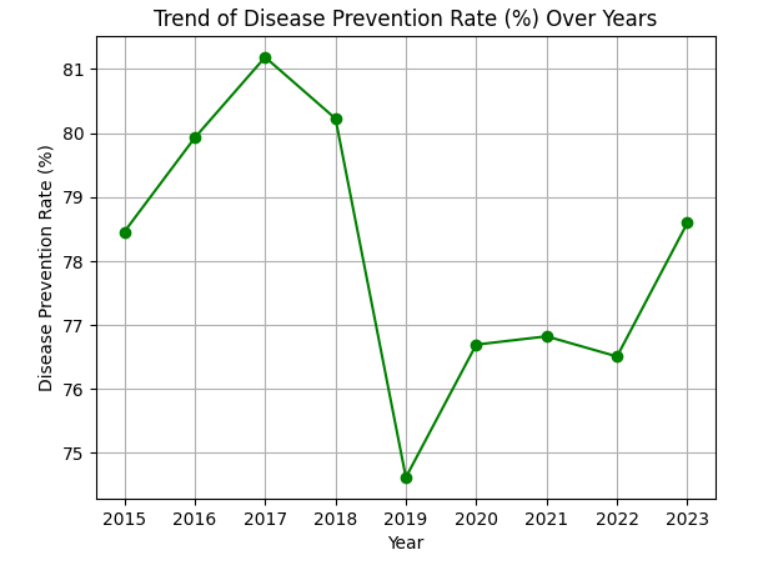 Trend of Disease Prevention Rate (%) Over Years
Disease Prevention Rate (%)
81
80
79
78
77
76
75
2015 2016 2017 2018 2019 2020 2021 2022 2023
Year